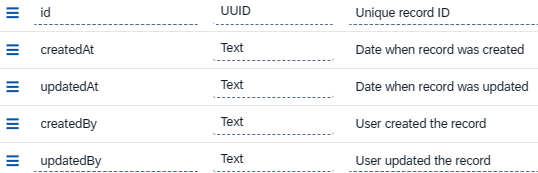 id UUID Unique record ID
createdAt Text Date when record was created
updatedAt Text Date when record was updated
createdBy Text User created the record
updatedBy Text User updated the record